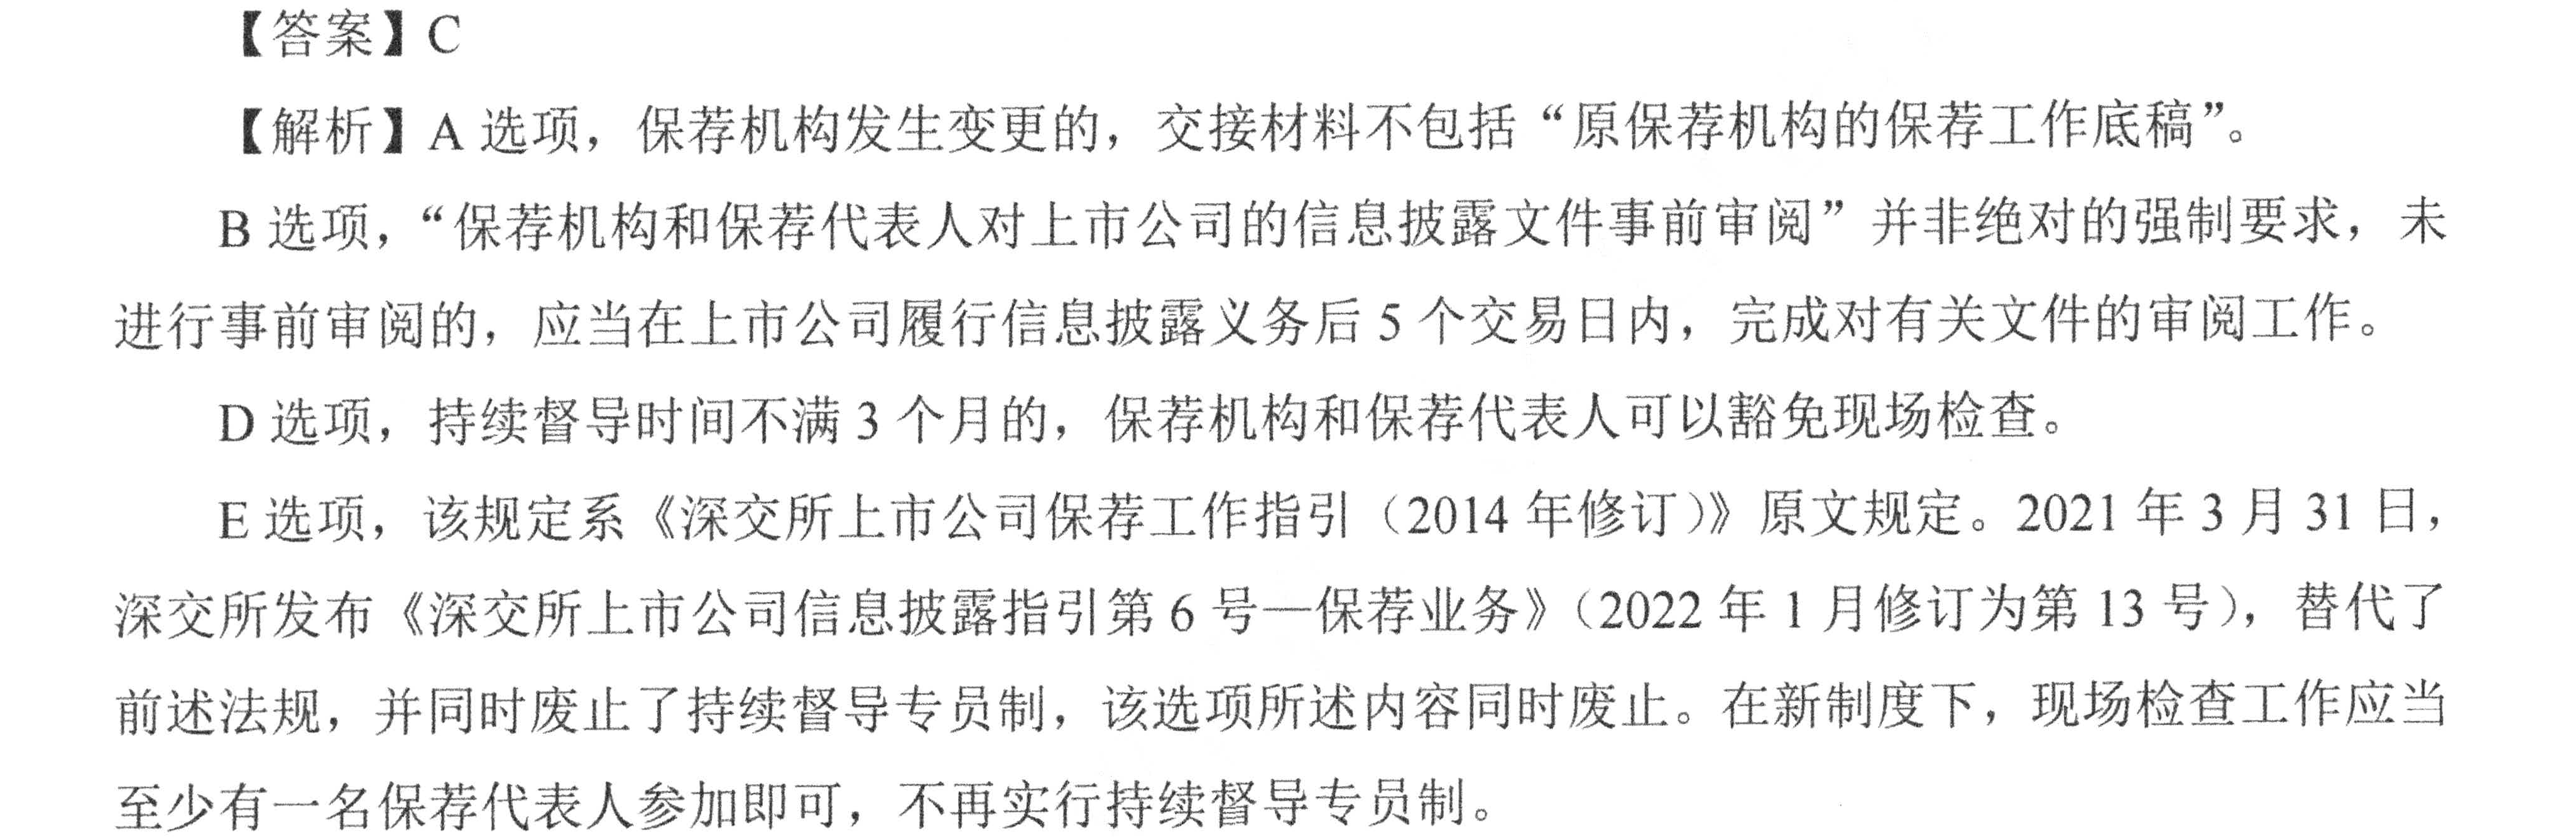 【答案】C
【解析】A 选项，保荐机构发生变更的，交接材料不包括“原保荐机构的保荐工作底稿”。
B 选项，“保荐机构和保荐代表人对上市公司的信息披露文件事前审阅”并非绝对的强制要求，未
进行事前审阅的，应当在上市公司履行信息披露义务后 5 个交易日内，完成对有关文件的审阅工作。
D 选项，持续督导时间不满 3 个月的，保荐机构和保荐代表人可以豁免现场检查。
E 选项，该规定系《深交所上市公司保荐工作指引（2014 年修订）》原文规定。2021 年 3 月 31 日，
深交所发布《深交所上市公司信息披露指引第 6 号—保荐业务》（2022 年 1 月修订为第 13 号），替代了
前述法规，并同时废止了持续督导专员制，该选项所述内容同时废止。在新制度下，现场检查工作应当
至少有一名保荐代表人参加即可，不再实行持续督导专员制。